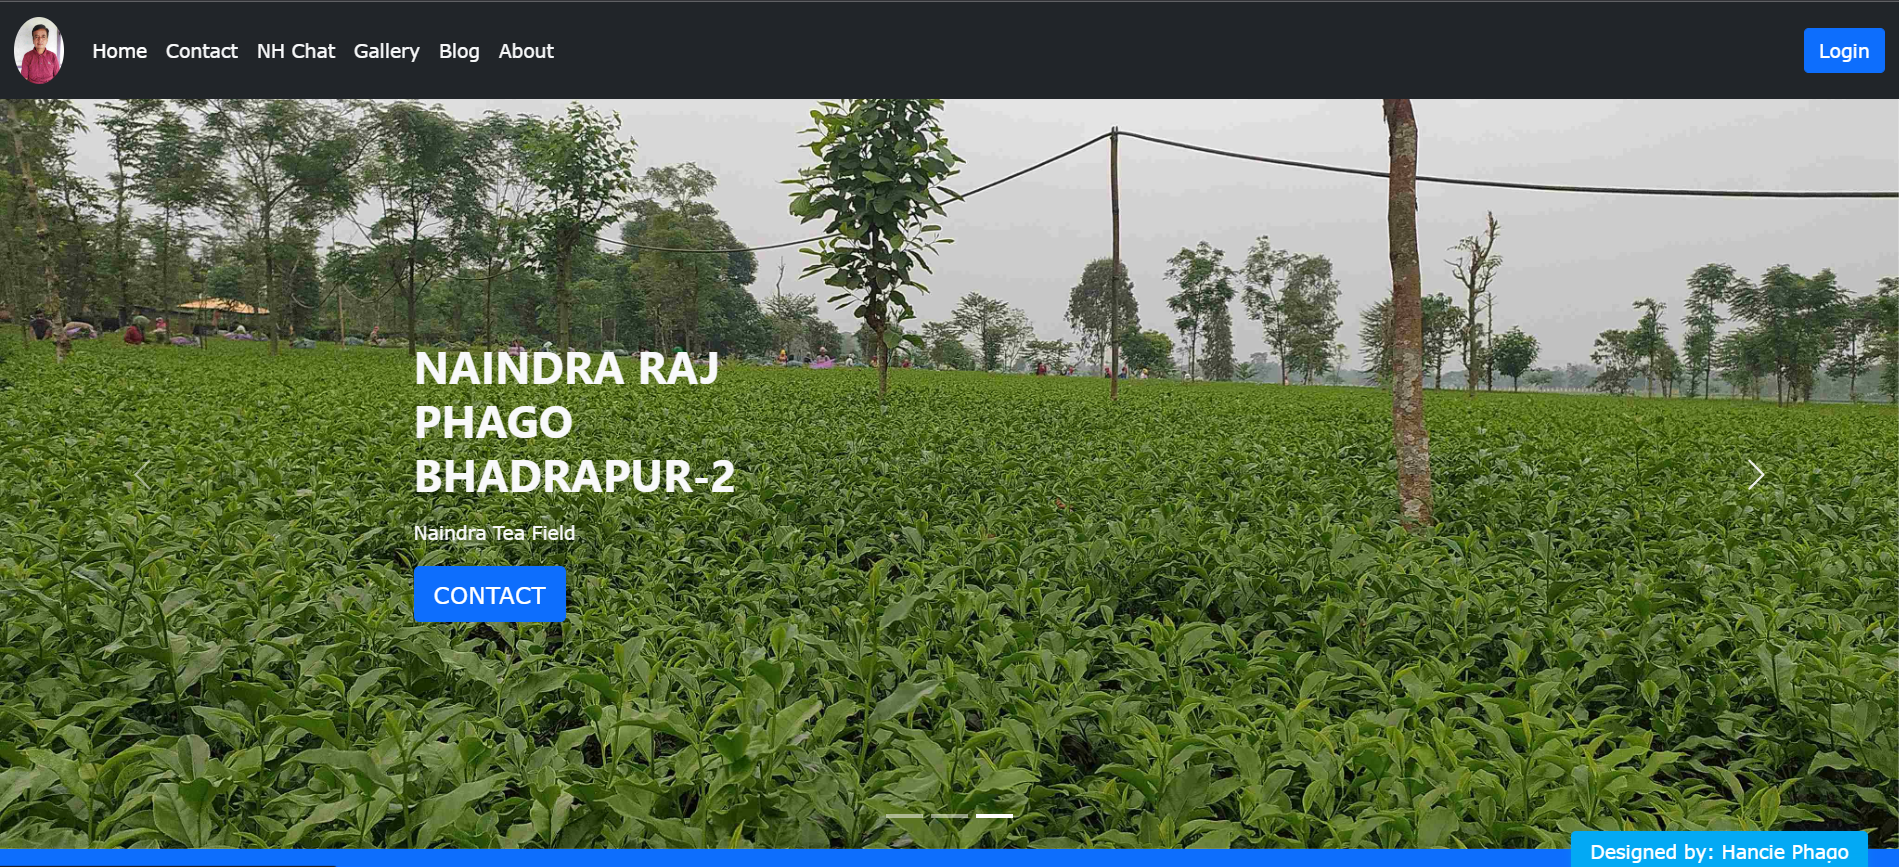 Home Contact NH Chat Gallery Blog About Login
NAINDRA RAJ
PHAGO
BHADRAPUR-2
Naindra Tea Field
CONTACT
Designed by: Hancie Phago